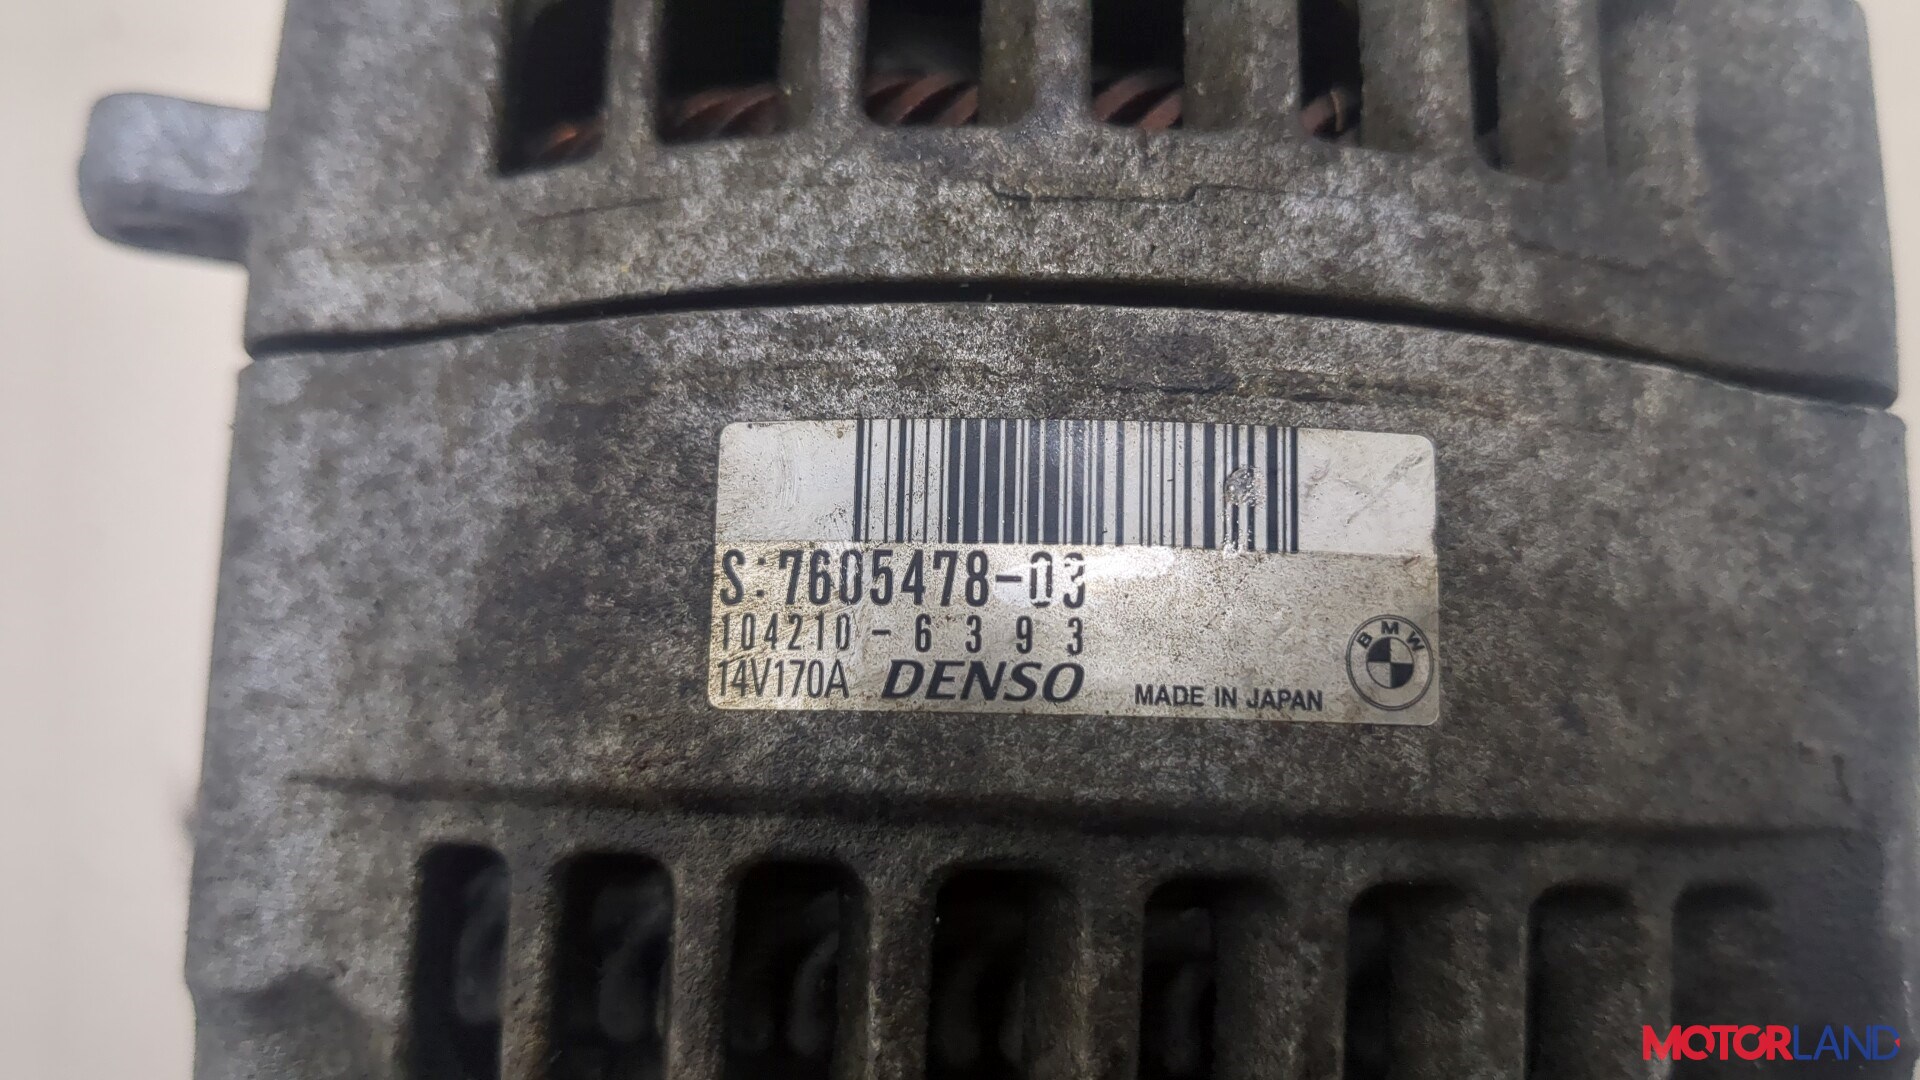 S:7605478-03
104210-6393
14V170A DENSO MADE IN JAPAN
BMW
MOTORLAND